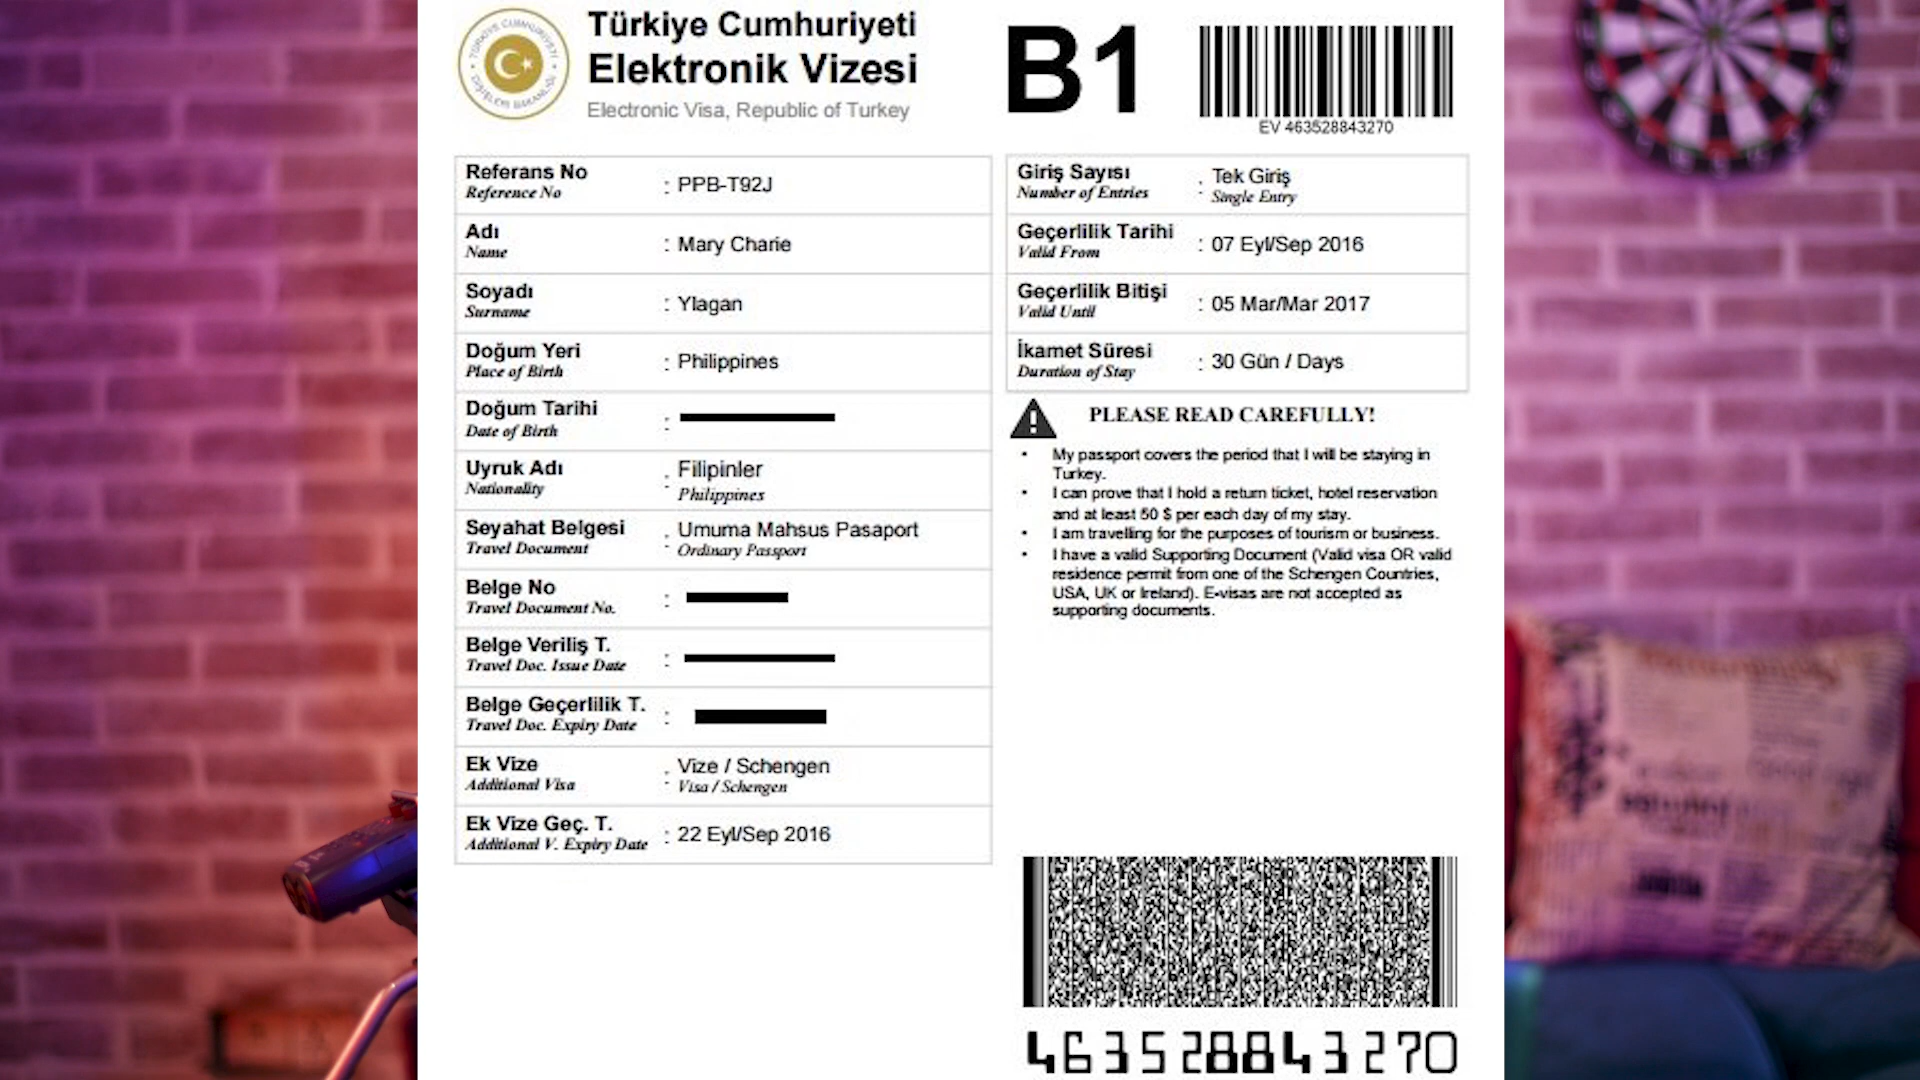 TÜRKİYE CUMHURİYETİ
DIŞİŞLERİ BAKANLIĞI
Türkiye Cumhuriyeti
Elektronik Vizesi
Electronic Visa, Republic of Turkey
B1
EV 463528843270
Referans No
Reference No
: PPB-T92J
Adı
Name
: Mary Charie
Soyadı
Surname
: Ylagan
Doğum Yeri
Place of Birth
: Philippines
Doğum Tarihi
Date of Birth
:
Uyruk Adı
Nationality
: Filipinler
Philippines
Seyahat Belgesi
Travel Document
: Umuma Mahsus Pasaport
Ordinary Passport
Belge No
Travel Document No.
:
Belge Veriliş T.
Travel Doc. Issue Date
:
Belge Geçerlilik T.
Travel Doc. Expiry Date
:
Ek Vize
Additional Visa
: Vize / Schengen
Visa / Schengen
Ek Vize Geç. T.
Additional V. Expiry Date
: 22 Eyl/Sep 2016
Giriş Sayısı
Number of Entries
: Tek Giriş
Single Entry
Geçerlilik Tarihi
Valid From
: 07 Eyl/Sep 2016
Geçerlilik Bitişi
Valid Until
: 05 Mar/Mar 2017
İkamet Süresi
Duration of Stay
: 30 Gün / Days
PLEASE READ CAREFULLY!
• My passport covers the period that I will be staying in
Turkey.
• I can prove that I hold a return ticket, hotel reservation
and at least 50 $ per each day of my stay.
• I am travelling for the purposes of tourism or business.
• I have a valid Supporting Document (Valid visa OR valid
residence permit from one of the Schengen Countries,
USA, UK or Ireland). E-visas are not accepted as
supporting documents.
463528843270